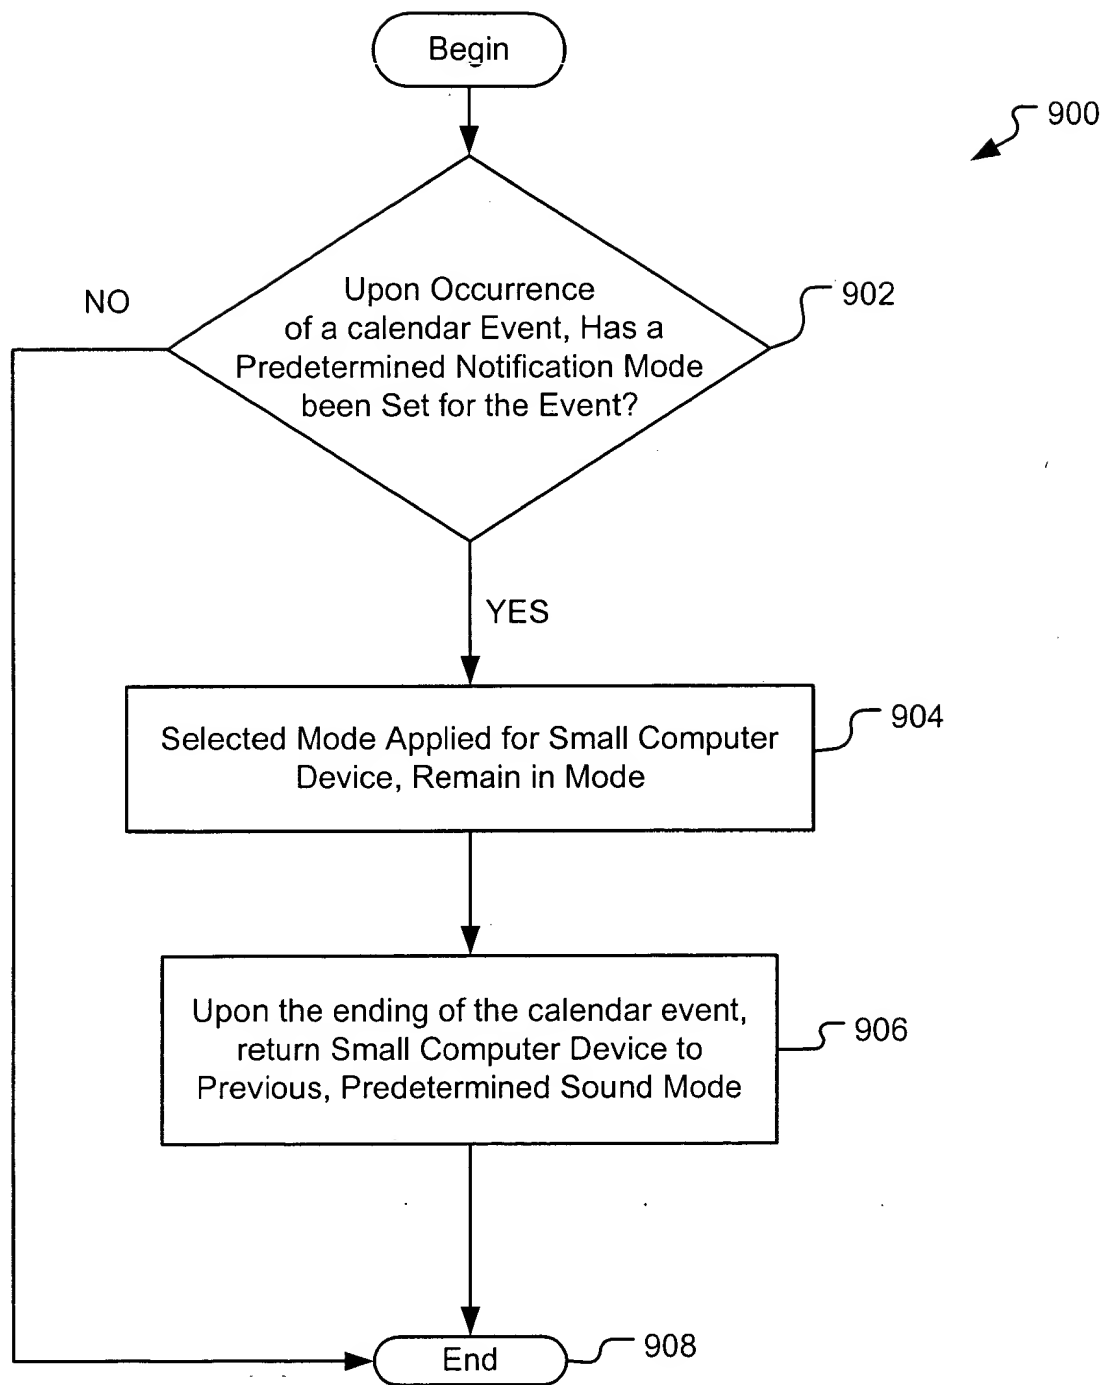 Begin
900
NO
902
Upon Occurrence
of a calendar Event, Has a
Predetermined Notification Mode
been Set for the Event?
YES
904
Selected Mode Applied for Small Computer
Device, Remain in Mode
Upon the ending of the calendar event,
return Small Computer Device to
Previous, Predetermined Sound Mode
906
End
908